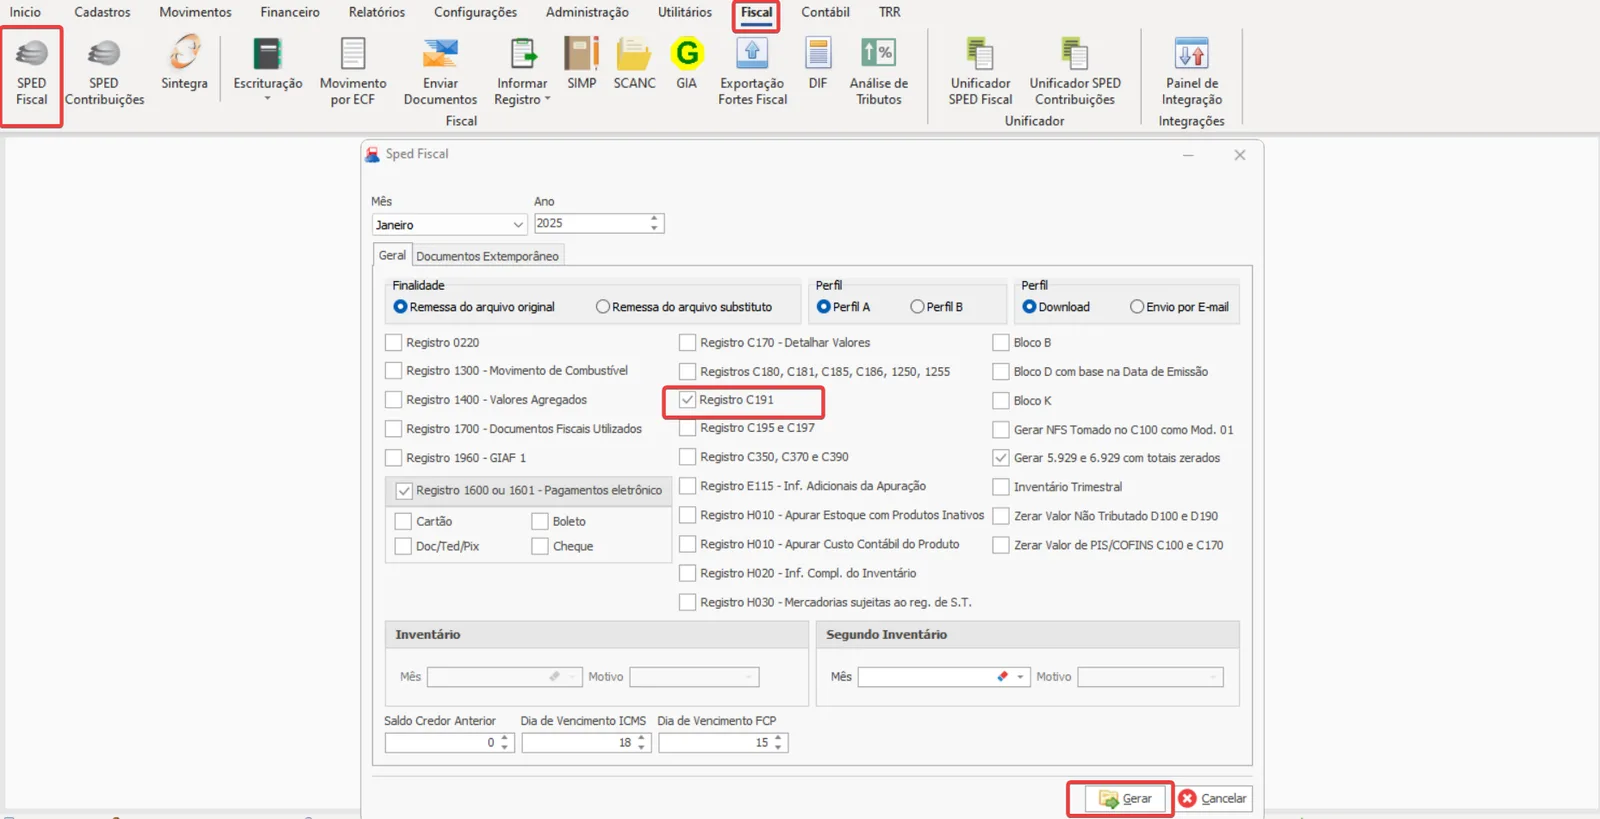 Inicio Cadastros Movimentos Financeiro Relatórios Configurações Administração Utilitários Fiscal Contábil TRR
SPED Fiscal
SPED Contribuições
Sintegra
Escrituração
Movimento por ECF
Enviar Documentos
Informar Registro
SIMP
SCANC
G
GIA
Exportação Fortes Fiscal
DIF
%
Análise de Tributos
Unificador SPED Fiscal
Unificador SPED Contribuições
Painel de Integração
Fiscal
Unificador
Integrações
Sped Fiscal
Mês Ano
Janeiro 2025
Geral Documentos Extemporâneo
Finalidade
Remessa do arquivo original Remessa do arquivo substituto
Perfil
Perfil A Perfil B
Perfil
Download Envio por E-mail
Registro 0220
Registro 1300 - Movimento de Combustível
Registro 1400 - Valores Agregados
Registro 1700 - Documentos Fiscais Utilizados
Registro 1960 - GIAF 1
Registro 1600 ou 1601 - Pagamentos eletrônico
Cartão Boleto
Doc/Ted/Pix Cheque
Registro C170 - Detalhar Valores
Registros C180, C181, C185, C186, 1250, 1255
Registro C191
Registro C195 e C197
Registro C350, C370 e C390
Registro E115 - Inf. Adicionais da Apuração
Registro H010 - Apurar Estoque com Produtos Inativos
Registro H010 - Apurar Custo Contábil do Produto
Registro H020 - Inf. Compl. do Inventário
Registro H030 - Mercadorias sujeitas ao reg. de S.T.
Bloco B
Bloco D com base na Data de Emissão
Bloco K
Gerar NFS Tomado no C100 como Mod. 01
Gerar 5.929 e 6.929 com totais zerados
Inventário Trimestral
Zerar Valor Não Tributado D100 e D190
Zerar Valor de PIS/COFINS C100 e C170
Inventário
Mês Motivo
Segundo Inventário
Mês Motivo
Saldo Credor Anterior Dia de Vencimento ICMS Dia de Vencimento FCP
0 18 15
Gerar Cancelar